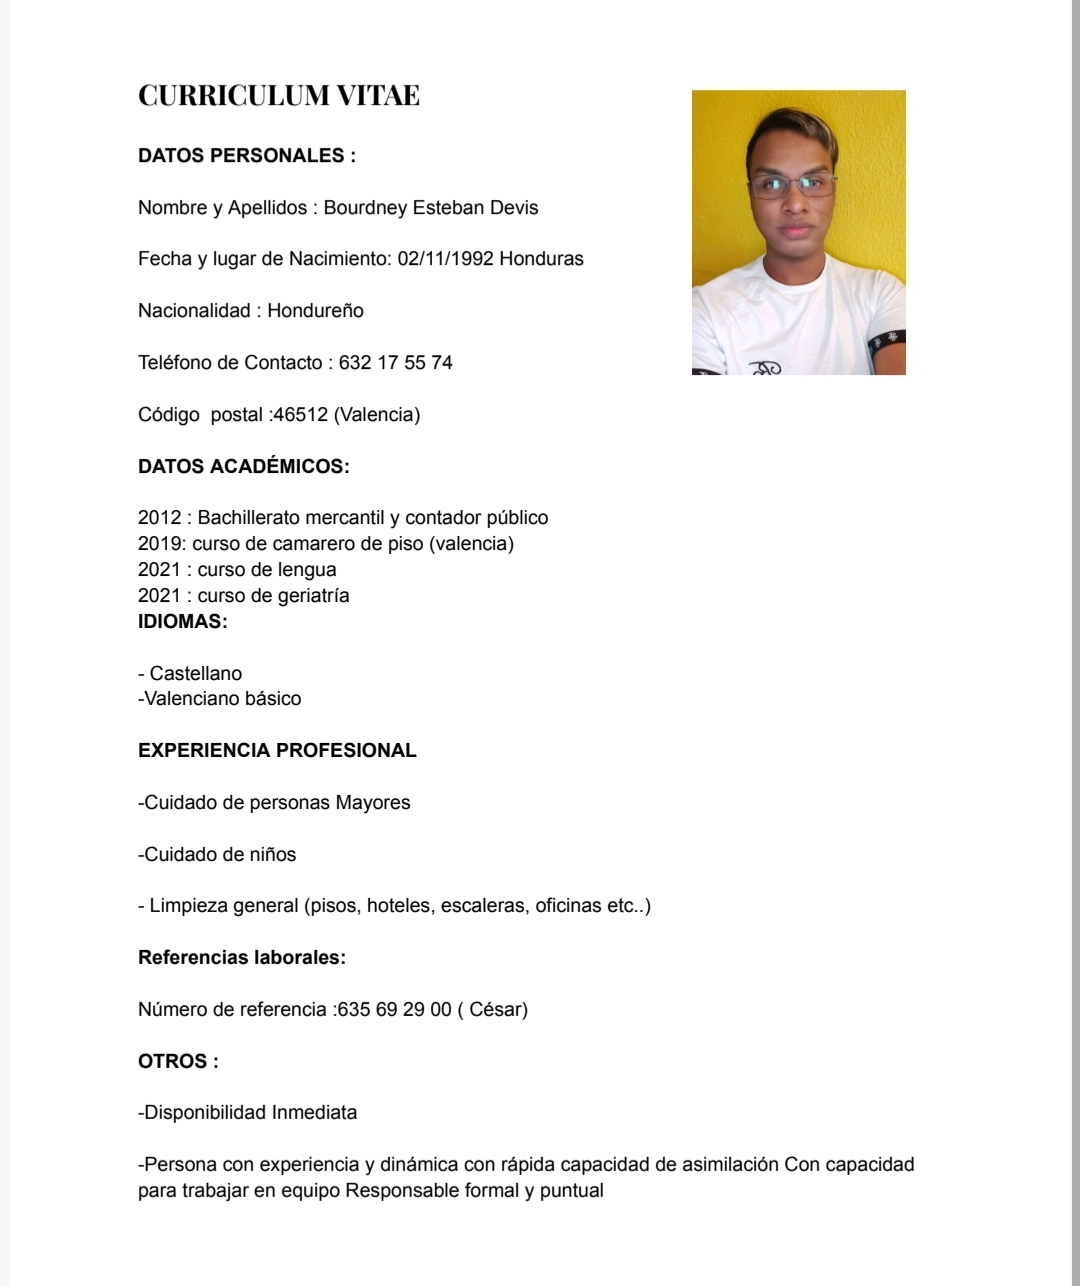 CURRICULUM VITAE
DATOS PERSONALES :
Nombre y Apellidos : Bourdney Esteban Devis
Fecha y lugar de Nacimiento: 02/11/1992 Honduras
Nacionalidad : Hondureño
Teléfono de Contacto : 632 17 55 74
Código  postal :46512 (Valencia)
DATOS ACADÉMICOS:
2012 : Bachillerato mercantil y contador público
2019: curso de camarero de piso (valencia)
2021 : curso de lengua
2021 : curso de geriatría
IDIOMAS:
- Castellano
-Valenciano básico
EXPERIENCIA PROFESIONAL
-Cuidado de personas Mayores
-Cuidado de niños
- Limpieza general (pisos, hoteles, escaleras, oficinas etc..)
Referencias laborales:
Número de referencia :635 69 29 00 ( César)
OTROS :
-Disponibilidad Inmediata
-Persona con experiencia y dinámica con rápida capacidad de asimilación Con capacidad
para trabajar en equipo Responsable formal y puntual